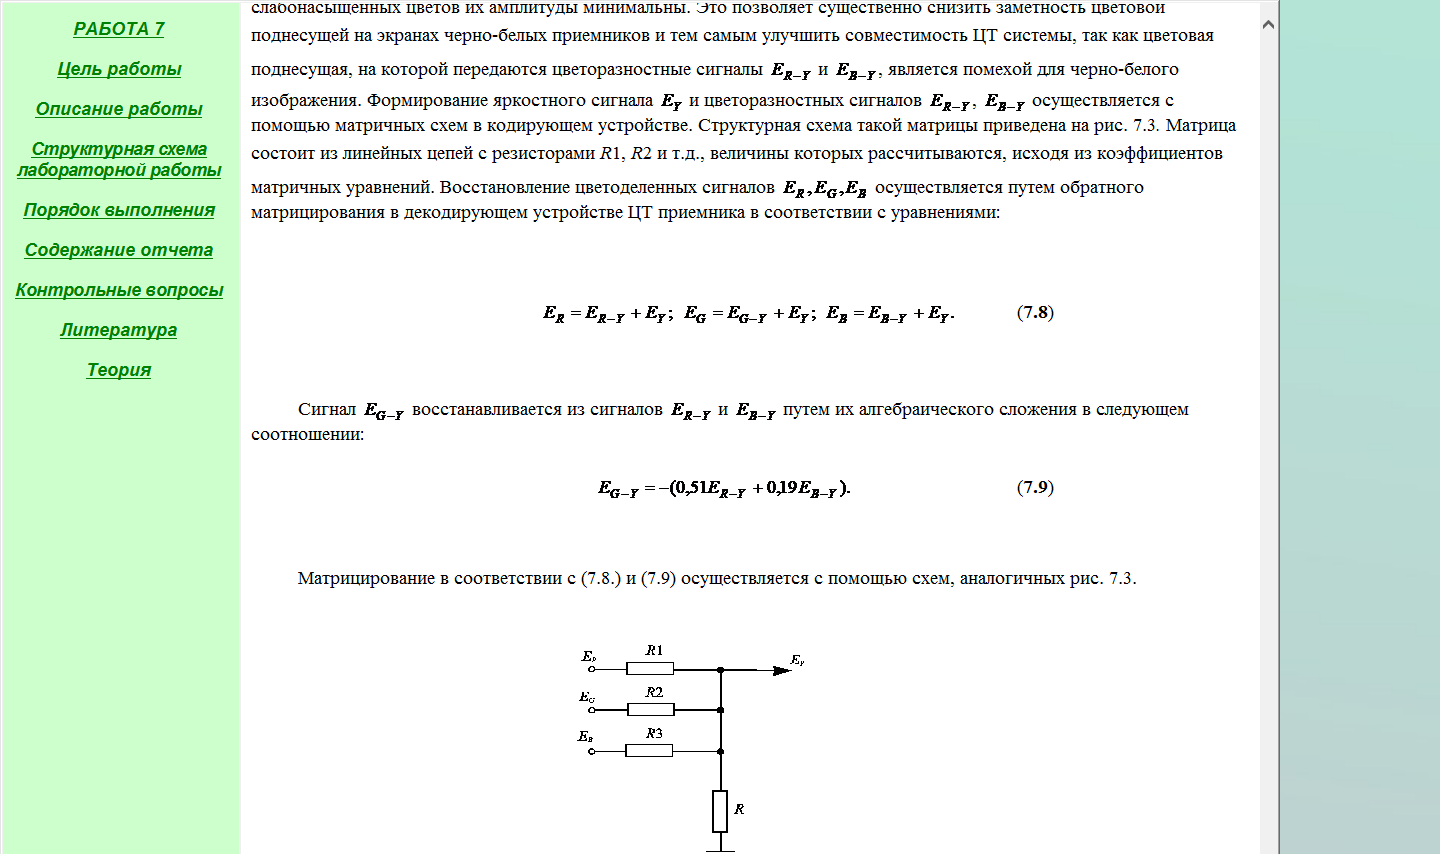 РАБОТА 7
Цель работы
Описание работы
Структурная схема
лабораторной работы
Порядок выполнения
Содержание отчета
Контрольные вопросы
Литература
Теория
слабонасыщенных цветов их амплитуды минимальны. Это позволяет существенно снизить заметность цветовой
поднесущей на экранах черно-белых приемников и тем самым улучшить совместимость ЦТ системы, так как цветовая
поднесущая, на которой передаются цветоразностные сигналы E_{R-Y} и E_{B-Y}, является помехой для черно-белого
изображения. Формирование яркостного сигнала E_Y и цветоразностных сигналов E_{R-Y}, E_{B-Y} осуществляется с
помощью матричных схем в кодирующем устройстве. Структурная схема такой матрицы приведена на рис. 7.3. Матрица
состоит из линейных цепей с резисторами R1, R2 и т.д., величины которых рассчитываются, исходя из коэффициентов
матричных уравнений. Восстановление цветоделенных сигналов E_R,E_G,E_B осуществляется путем обратного
матрицирования в декодирующем устройстве ЦТ приемника в соответствии с уравнениями:
E_R = E_{R-Y} + E_Y; E_G = E_{G-Y} + E_Y; E_B = E_{B-Y} + E_Y. (7.8)
Сигнал E_{G-Y} восстанавливается из сигналов E_{R-Y} и E_{B-Y} путем их алгебраического сложения в следующем
соотношении:
E_{G-Y} = -(0,51E_{R-Y} + 0,19E_{B-Y}). (7.9)
Матрицирование в соответствии с (7.8.) и (7.9) осуществляется с помощью схем, аналогичных рис. 7.3.
R1
R2
E_G
R3
E_B
R